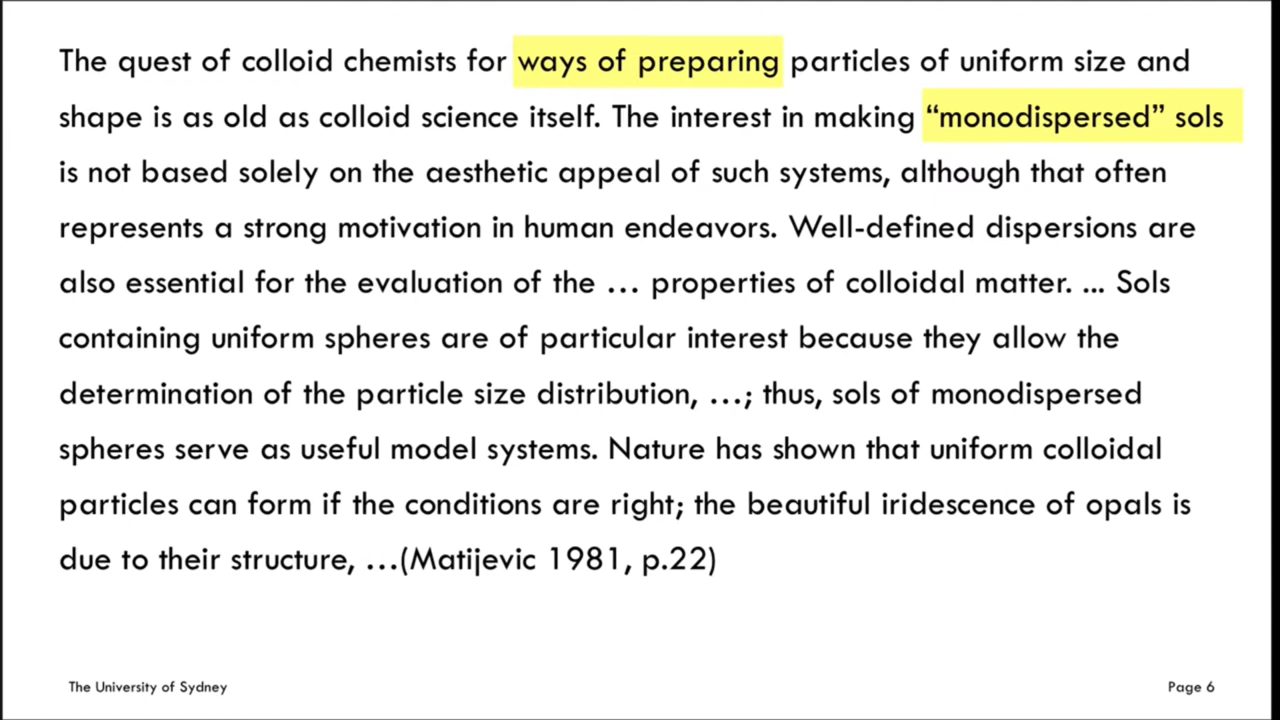 The quest of colloid chemists for ways of preparing particles of uniform size and
shape is as old as colloid science itself. The interest in making “monodispersed” sols
is not based solely on the aesthetic appeal of such systems, although that often
represents a strong motivation in human endeavors. Well-defined dispersions are
also essential for the evaluation of the … properties of colloidal matter. ... Sols
containing uniform spheres are of particular interest because they allow the
determination of the particle size distribution, …; thus, sols of monodispersed
spheres serve as useful model systems. Nature has shown that uniform colloidal
particles can form if the conditions are right; the beautiful iridescence of opals is
due to their structure, …(Matijevic 1981, p.22)
The University of Sydney
Page 6